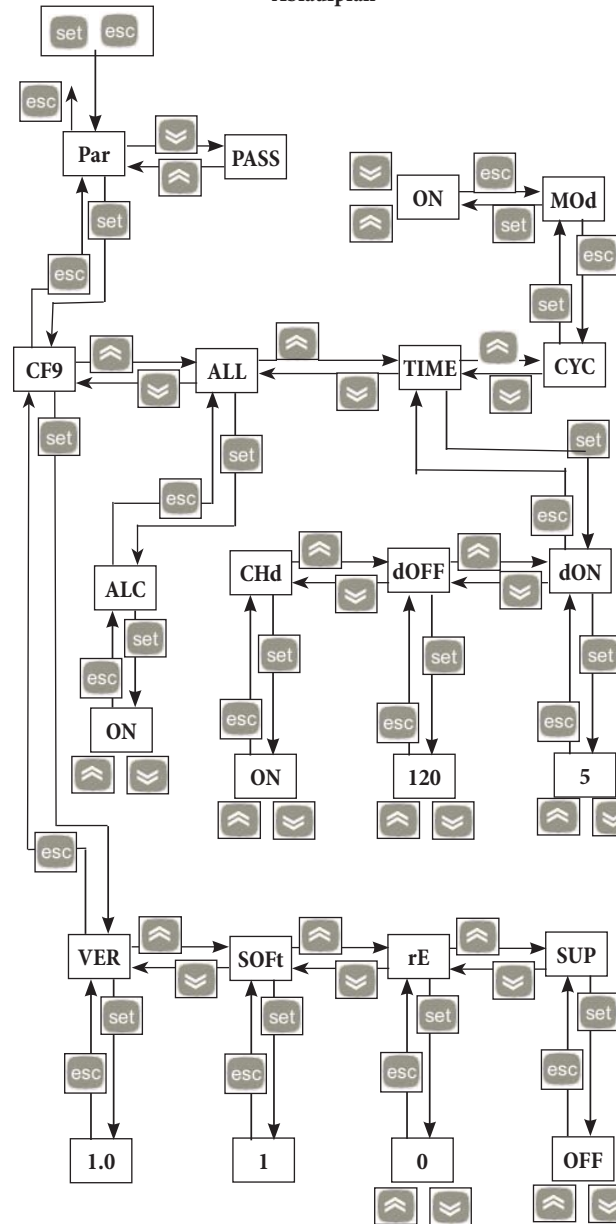 set esc
esc
Par
PASS
set
esc
ON
esc
MOd
set
esc
set
CF9
ALL
TIME
CYC
set
set
set
esc
esc
ALC
CHd
dOFF
dON
set
set
set
set
esc
esc
esc
esc
ON
ON
120
5
esc
VER
SOFt
rE
SUP
set
set
set
set
esc
esc
esc
esc
1.0
1
0
OFF